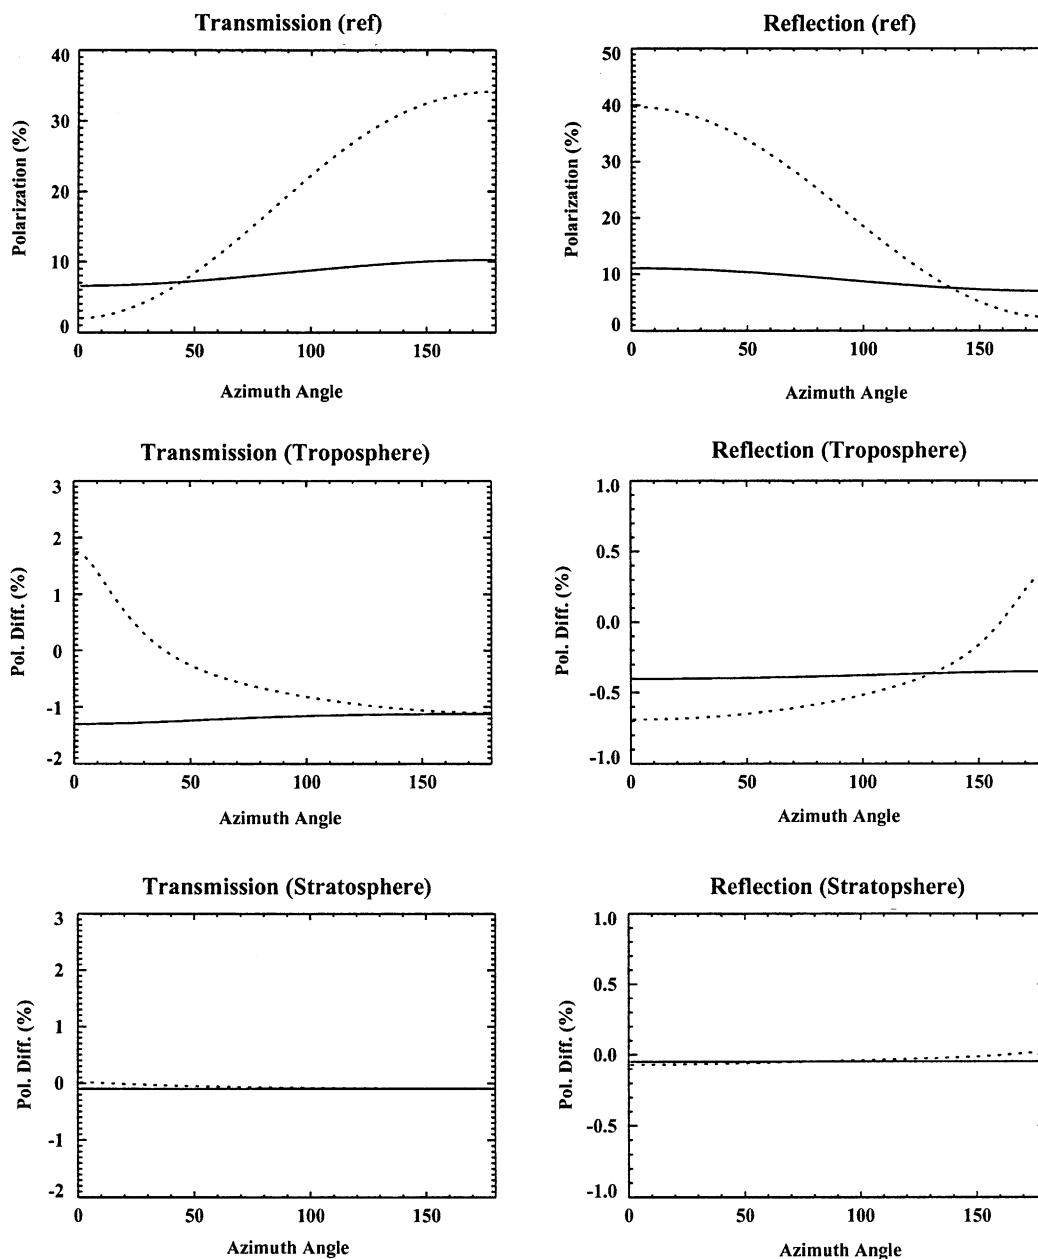 Transmission (ref)
Polarization (%)
40
30
20
10
0
0 50 100 150
Azimuth Angle
Reflection (ref)
Polarization (%)
50
40
30
20
10
0
0 50 100 150
Azimuth Angle
Transmission (Troposphere)
Pol. Diff. (%)
3
2
1
0
-1
-2
0 50 100 150
Azimuth Angle
Reflection (Troposphere)
Pol. Diff. (%)
1.0
0.5
0.0
-0.5
-1.0
0 50 100 150
Azimuth Angle
Transmission (Stratosphere)
Pol. Diff. (%)
3
2
1
0
-1
-2
0 50 100 150
Azimuth Angle
Reflection (Stratopshere)
Pol. Diff. (%)
1.0
0.5
0.0
-0.5
-1.0
0 50 100 150
Azimuth Angle